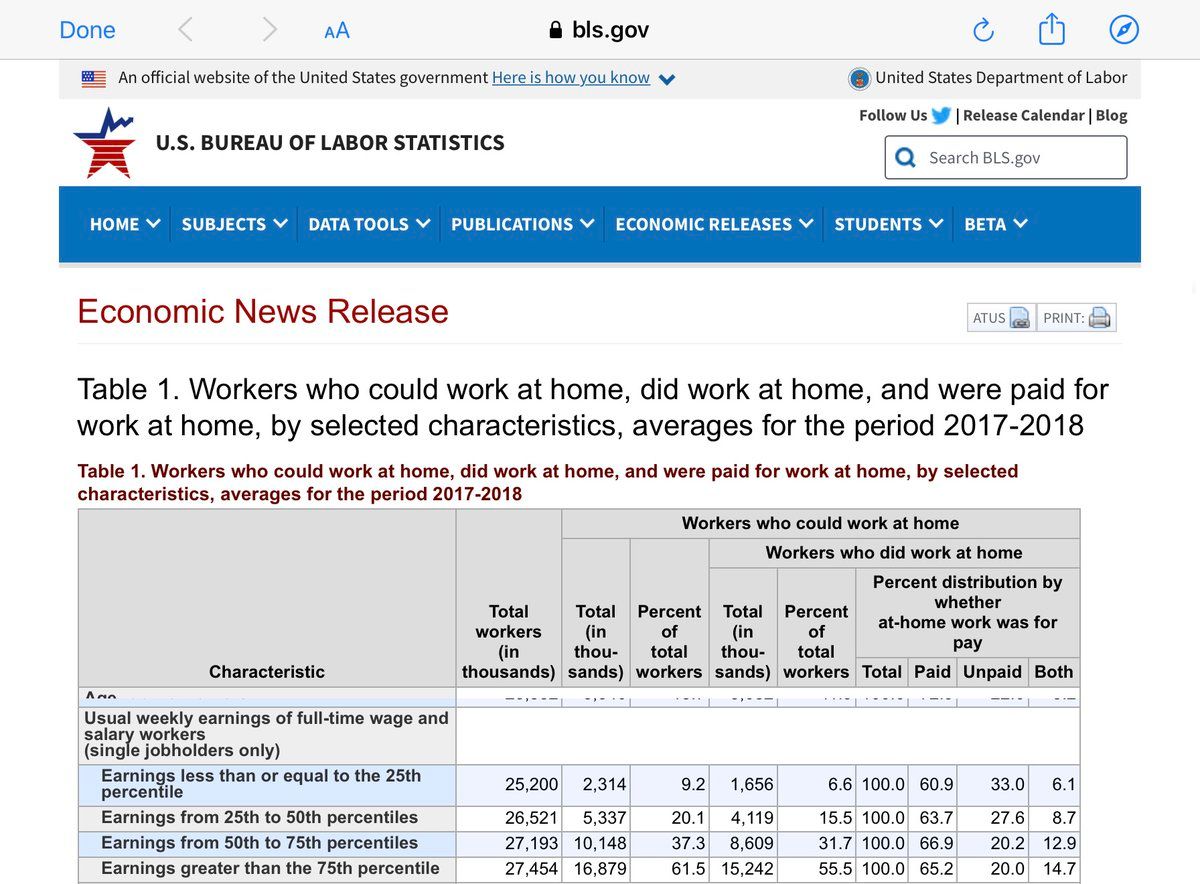 Done
AA
bls.gov
An official website of the United States government Here is how you know
United States Department of Labor
U.S. BUREAU OF LABOR STATISTICS
Follow Us | Release Calendar | Blog
Search BLS.gov
HOME SUBJECTS DATA TOOLS PUBLICATIONS ECONOMIC RELEASES STUDENTS BETA
Economic News Release
ATUS PRINT:
Table 1. Workers who could work at home, did work at home, and were paid for
work at home, by selected characteristics, averages for the period 2017-2018
Table 1. Workers who could work at home, did work at home, and were paid for work at home, by selected
characteristics, averages for the period 2017-2018
Characteristic
Total
workers
(in
thousands)
Workers who could work at home
Total
(in
thou-
sands)
Percent
of
total
workers
Workers who did work at home
Total
(in
thou-
sands)
Percent
of
total
workers
Percent distribution by
whether
at-home work was for
pay
Total Paid Unpaid Both
Age
Usual weekly earnings of full-time wage and
salary workers
(single jobholders only)
Earnings less than or equal to the 25th
percentile
25,200 2,314 9.2 1,656 6.6 100.0 60.9 33.0 6.1
Earnings from 25th to 50th percentiles 26,521 5,337 20.1 4,119 15.5 100.0 63.7 27.6 8.7
Earnings from 50th to 75th percentiles 27,193 10,148 37.3 8,609 31.7 100.0 66.9 20.2 12.9
Earnings greater than the 75th percentile 27,454 16,879 61.5 15,242 55.5 100.0 65.2 20.0 14.7